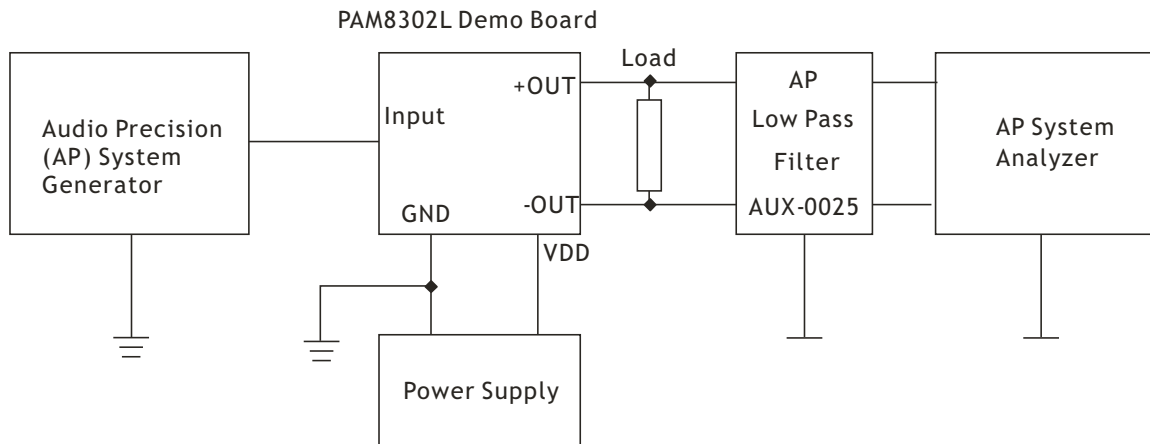 PAM8302L Demo Board
Audio Precision
(AP) System
Generator
Input
+OUT
-OUT
GND
VDD
Load
AP
Low Pass
Filter
AUX-0025
AP System
Analyzer
Power Supply